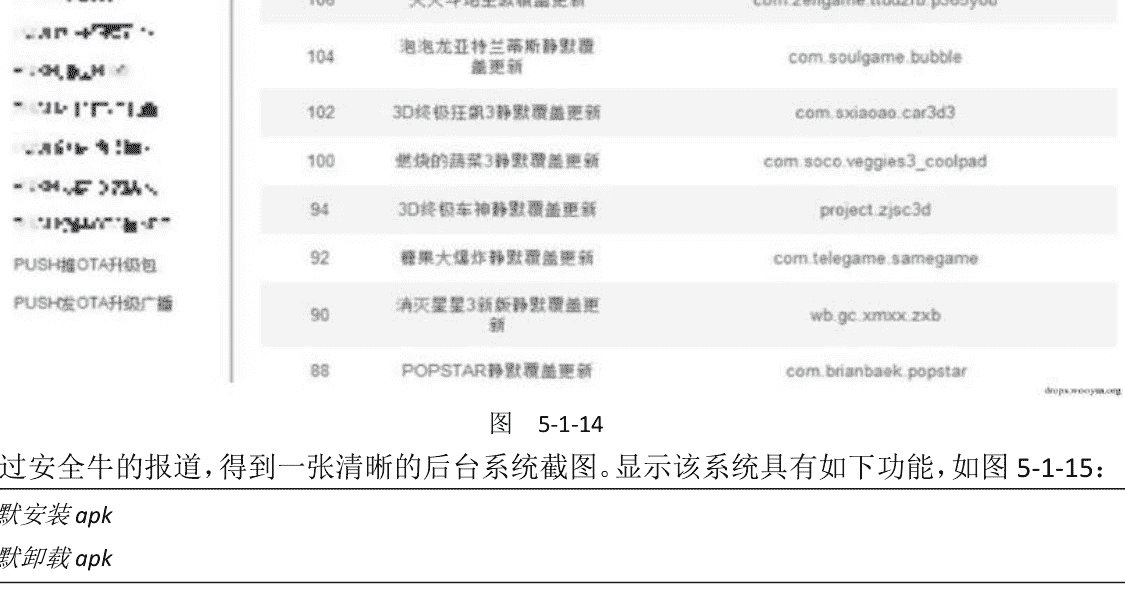 104 泡泡龙亚特兰蒂斯静默覆 com.soulgame.bubble
盖更新
102 3D终极狂飙3静默覆盖更新 com.sxiaoao.car3d3
100 燃烧的蔬菜3静默覆盖更新 com.soco.veggies3_coolpad
94 3D终极车神静默覆盖更新 project.zjsc3d
PUSH推OTA升级包
92 糖果大爆炸静默覆盖更新 com.telegame.samegame
PUSH发OTA升级广播
90 消灭星星3新版静默覆盖更 wb.gc.xmxx.zxb
新
88 POPSTAR静默覆盖更新 com.brianbaek.popstar
drops.wooyun.org
图 5-1-14
过安全牛的报道，得到一张清晰的后台系统截图。显示该系统具有如下功能，如图 5-1-15：
默安装 apk
默卸载 apk